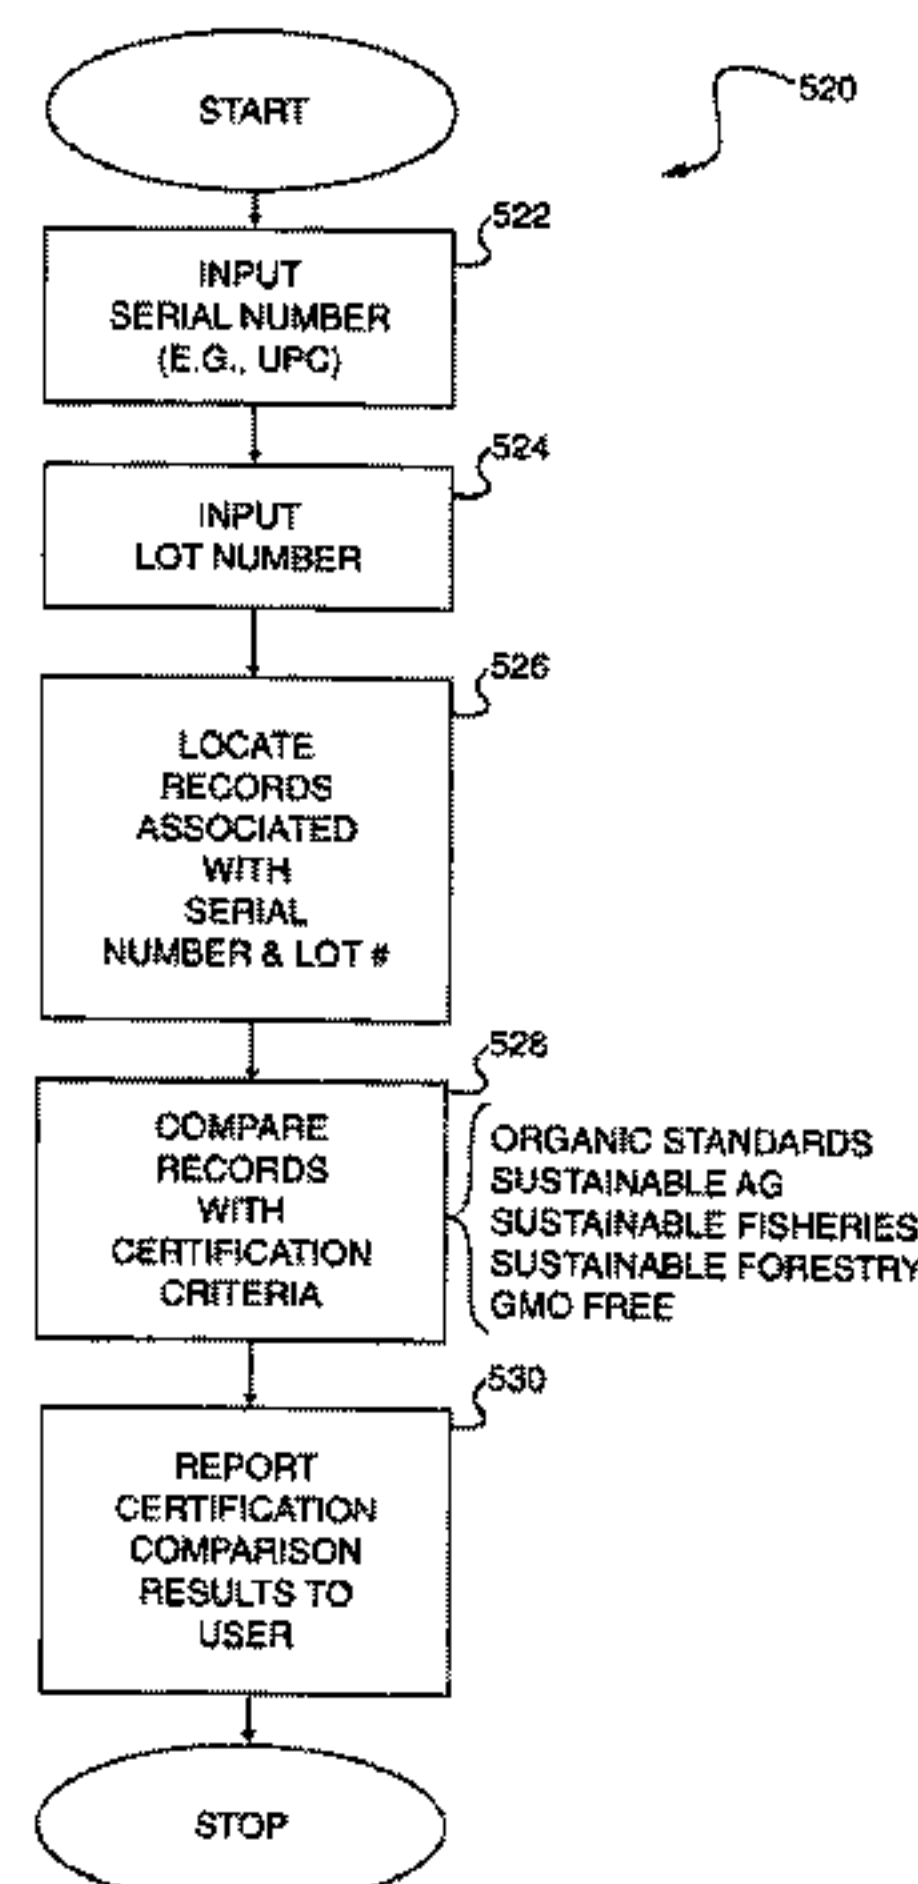 START
520
522
INPUT
SERIAL NUMBER
(E.G., UPC)
524
INPUT
LOT NUMBER
526
LOCATE
RECORDS
ASSOCIATED
WITH
SERIAL
NUMBER & LOT #
528
COMPARE
RECORDS
WITH
CERTIFICATION
CRITERIA
ORGANIC STANDARDS
SUSTAINABLE AG
SUSTAINABLE FISHERIES
SUSTAINABLE FORESTRY
GMO FREE
530
REPORT
CERTIFICATION
COMPARISON
RESULTS TO
USER
STOP